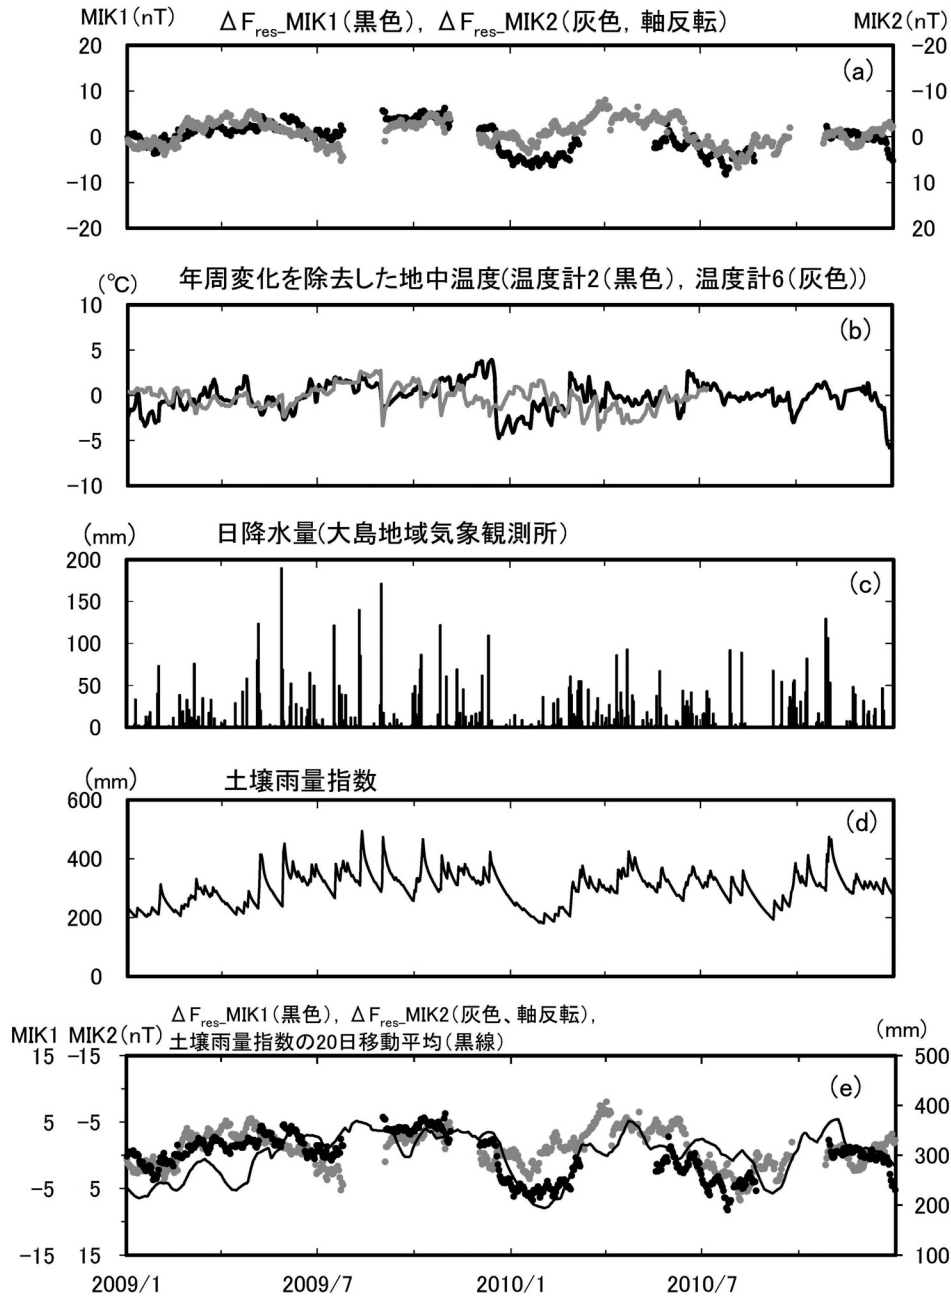 MIK1(nT) ΔFres_MIK1(黒色), ΔFres_MIK2(灰色, 軸反転) MIK2(nT)
20 -20
(a)
10 -10
0 0
-10 10
-20 20
(℃) 年周変化を除去した地中温度(温度計2(黒色), 温度計6(灰色))
10
(b)
5
0
-5
-10
(mm) 日降水量(大島地域気象観測所)
200
(c)
150
100
50
0
(mm) 土壌雨量指数
600
(d)
400
200
0
ΔFres_MIK1(黒色), ΔFres_MIK2(灰色、軸反転),
MIK1 MIK2(nT) 土壌雨量指数の20日移動平均(黒線) (mm)
15 -15 500
(e)
5 -5 400
300
-5 5 200
-15 15 100
2009/1 2009/7 2010/1 2010/7